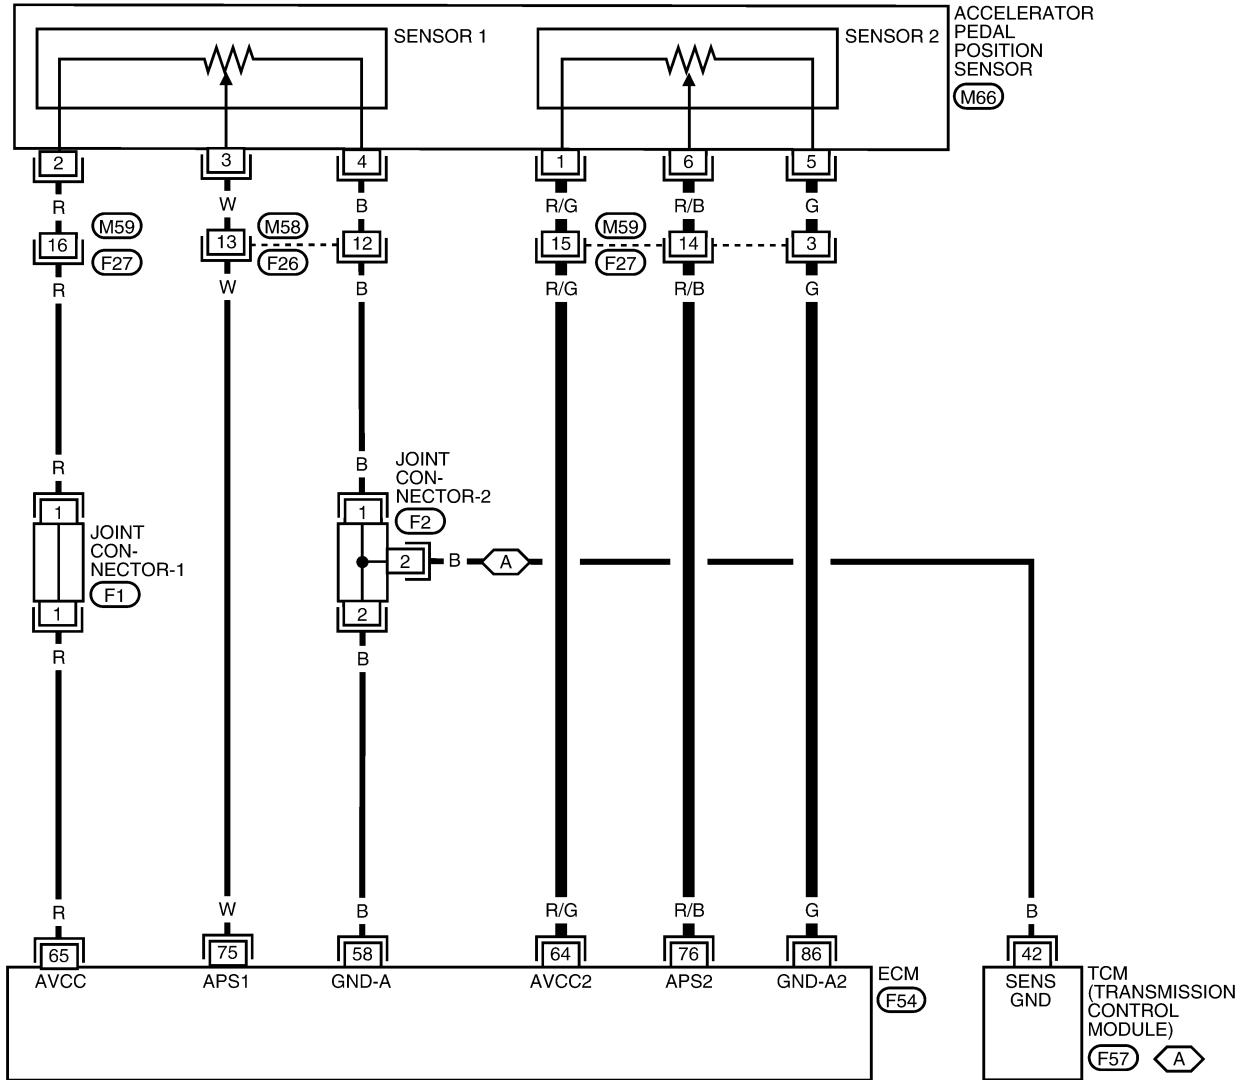 ACCELERATOR
PEDAL
POSITION
SENSOR
M66
SENSOR 1
SENSOR 2
2
3
4
1
6
5
R
W
B
R/G
R/B
G
M59
M58
M59
16
13
12
15
14
3
F27
F26
F27
R
W
B
R/G
R/B
G
R
B
JOINT
CON-
NECTOR-2
F2
1
1
JOINT
CON-
NECTOR-1
F1
2
B
A
1
2
R
B
R
W
B
R/G
R/B
G
B
65
75
58
64
76
86
42
AVCC
APS1
GND-A
AVCC2
APS2
GND-A2
ECM
F54
SENS
GND
TCM
(TRANSMISSION
CONTROL
MODULE)
F57
A